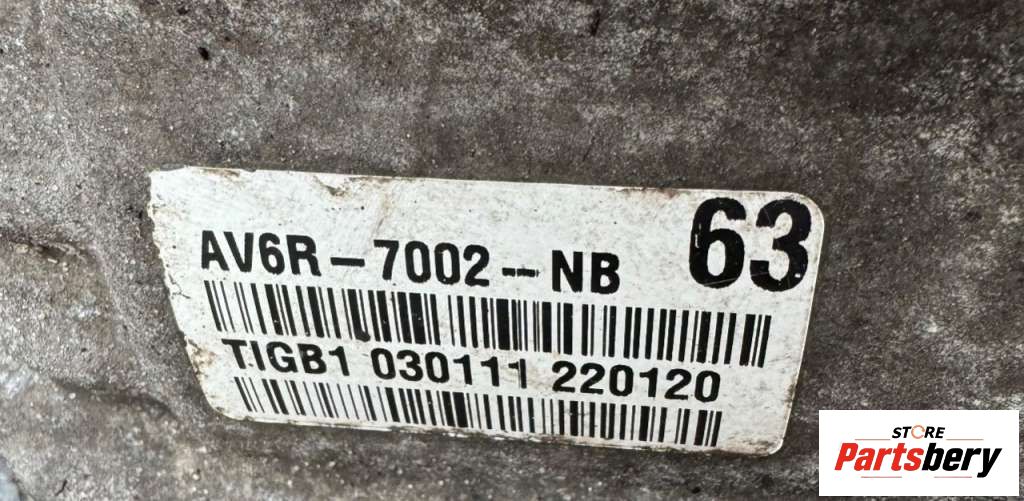 63
AV6R-7002-NB
TIGB1 030111 220120
STORE
Partsbery